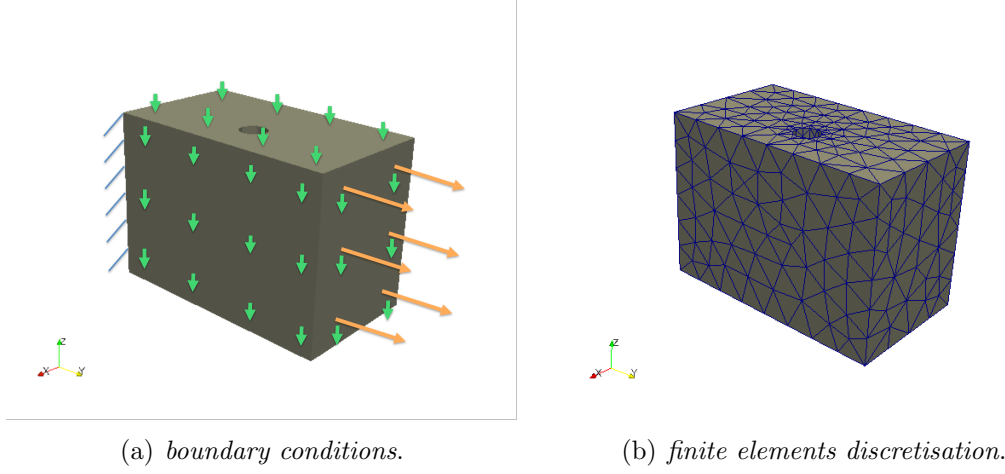 z
X
Y
z
X
Y
(a) boundary conditions.
(b) finite elements discretisation.